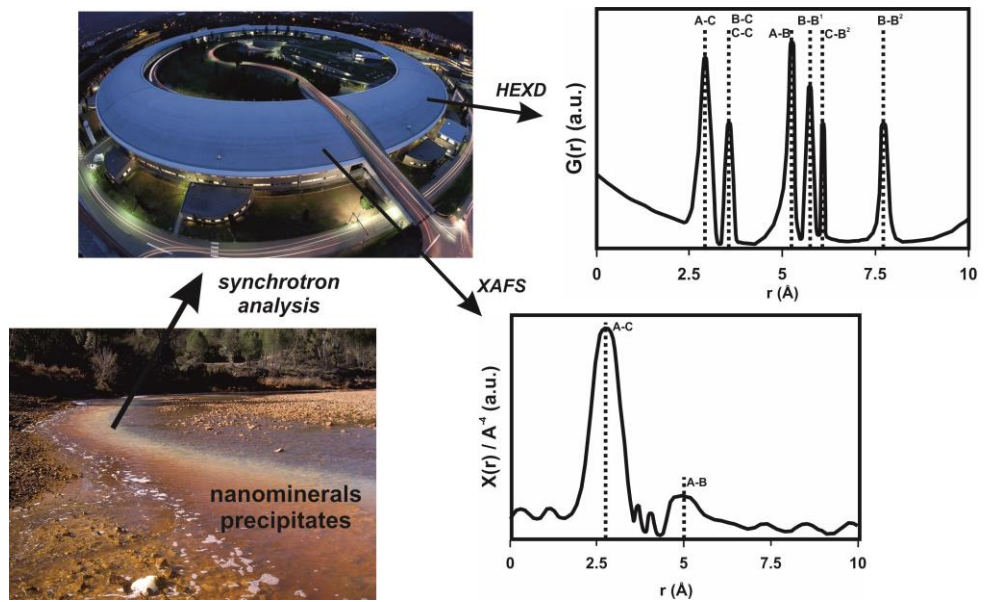 HEXD
XAFS
synchrotron
analysis
nanominerals
precipitates
A-C
B-C
C-C
A-B
B-B¹
C-B²
B-B²
G(r) (a.u.)
0
2.5
5
7.5
10
r (Å)
A-C
A-B
X(r) / A⁻⁴ (a.u.)
0
2.5
5
7.5
10
r (Å)